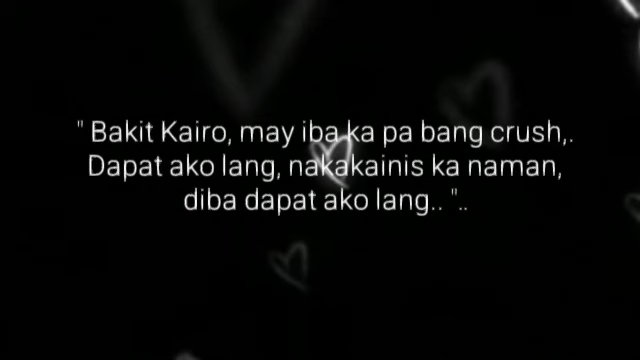 " Bakit Kairo, may iba ka pa bang crush,.
Dapat ako lang, nakakainis ka naman,
diba dapat ako lang.. "..